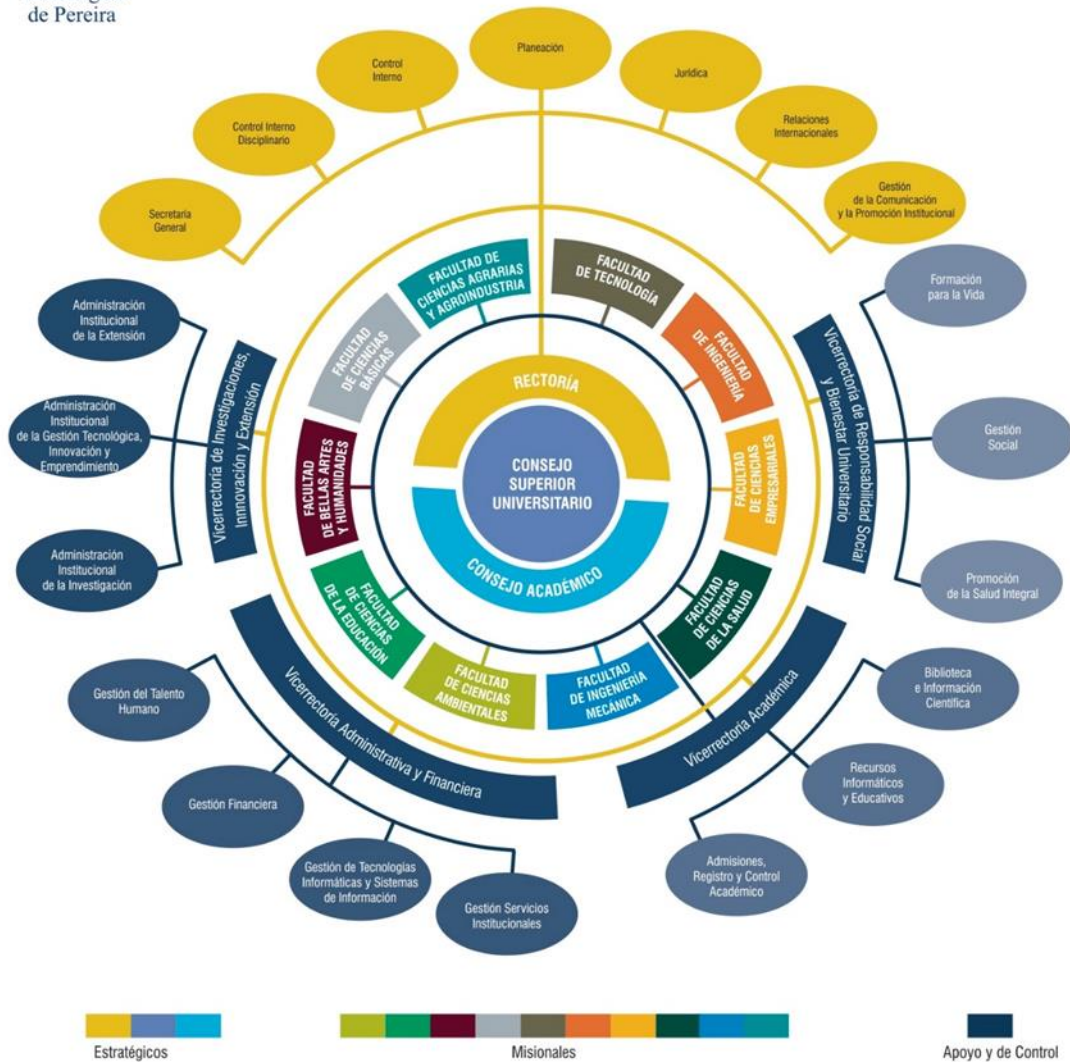 de Pereira
Planeación
Control
Interno
Jurídica
Control Interno
Disciplinario
Relaciones
Internacionales
Secretaria
General
Gestión
de la Comunicación
y la Promoción Institucional
FACULTAD DE
CIENCIAS AGRARIAS
Y AGROINDUSTRIA
FACULTAD
DE TECNOLOGÍA
FACULTAD
DE CIENCIAS
BÁSICAS
FACULTAD
DE INGENIERÍA
FACULTAD
DE BELLAS ARTES
Y HUMANIDADES
FACULTAD
DE CIENCIAS
EMPRESARIALES
FACULTAD
DE CIENCIAS
DE LA EDUCACIÓN
FACULTAD
DE CIENCIAS
DE LA SALUD
FACULTAD
DE CIENCIAS
AMBIENTALES
FACULTAD
DE INGENIERÍA
MECÁNICA
RECTORÍA
CONSEJO
SUPERIOR
UNIVERSITARIO
CONSEJO ACADÉMICO
Administración
Institucional
de la Extensión
Administración
Institucional
de la Gestión Tecnológica,
Innovación y
Emprendimiento
Administración
Institucional
de la Investigación
Vicerrectoría de Investigaciones,
Innnovación y Extensión
Formación
para la Vida
Gestión
Social
Promoción
de la Salud Integral
Vicerrectoría de Responsabilidad Social
y Bienestar Universitario
Vicerrectoría Administrativa y Financiera
Gestión del Talento
Humano
Gestión Financiera
Gestión de Tecnologías
Informáticas y Sistemas
de Información
Gestión Servicios
Institucionales
Vicerrectoría Académica
Biblioteca
e Información
Científica
Recursos
Informáticos
y Educativos
Admisiones,
Registro y Control
Académico
Estratégicos
Misionales
Apoyo y de Control